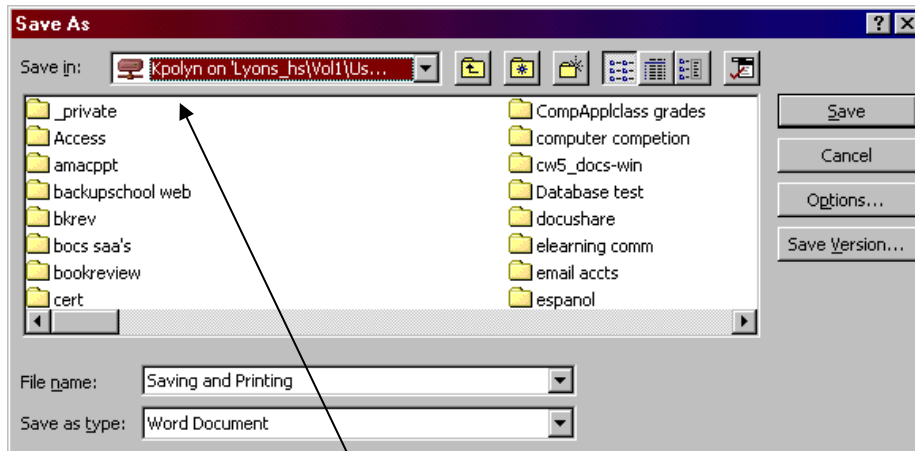 Save As
Save in: Kpolyn on 'Lyons_hs\Vol1\Us...
_private CompApplclass grades
Access computer competion
amacppt cw5_docs-win
backupschool web Database test
bkrev docushare
bocs saa's elearning comm
bookreview email accts
cert espanol
Save
Cancel
Options...
Save Version...
File name: Saving and Printing
Save as type: Word Document